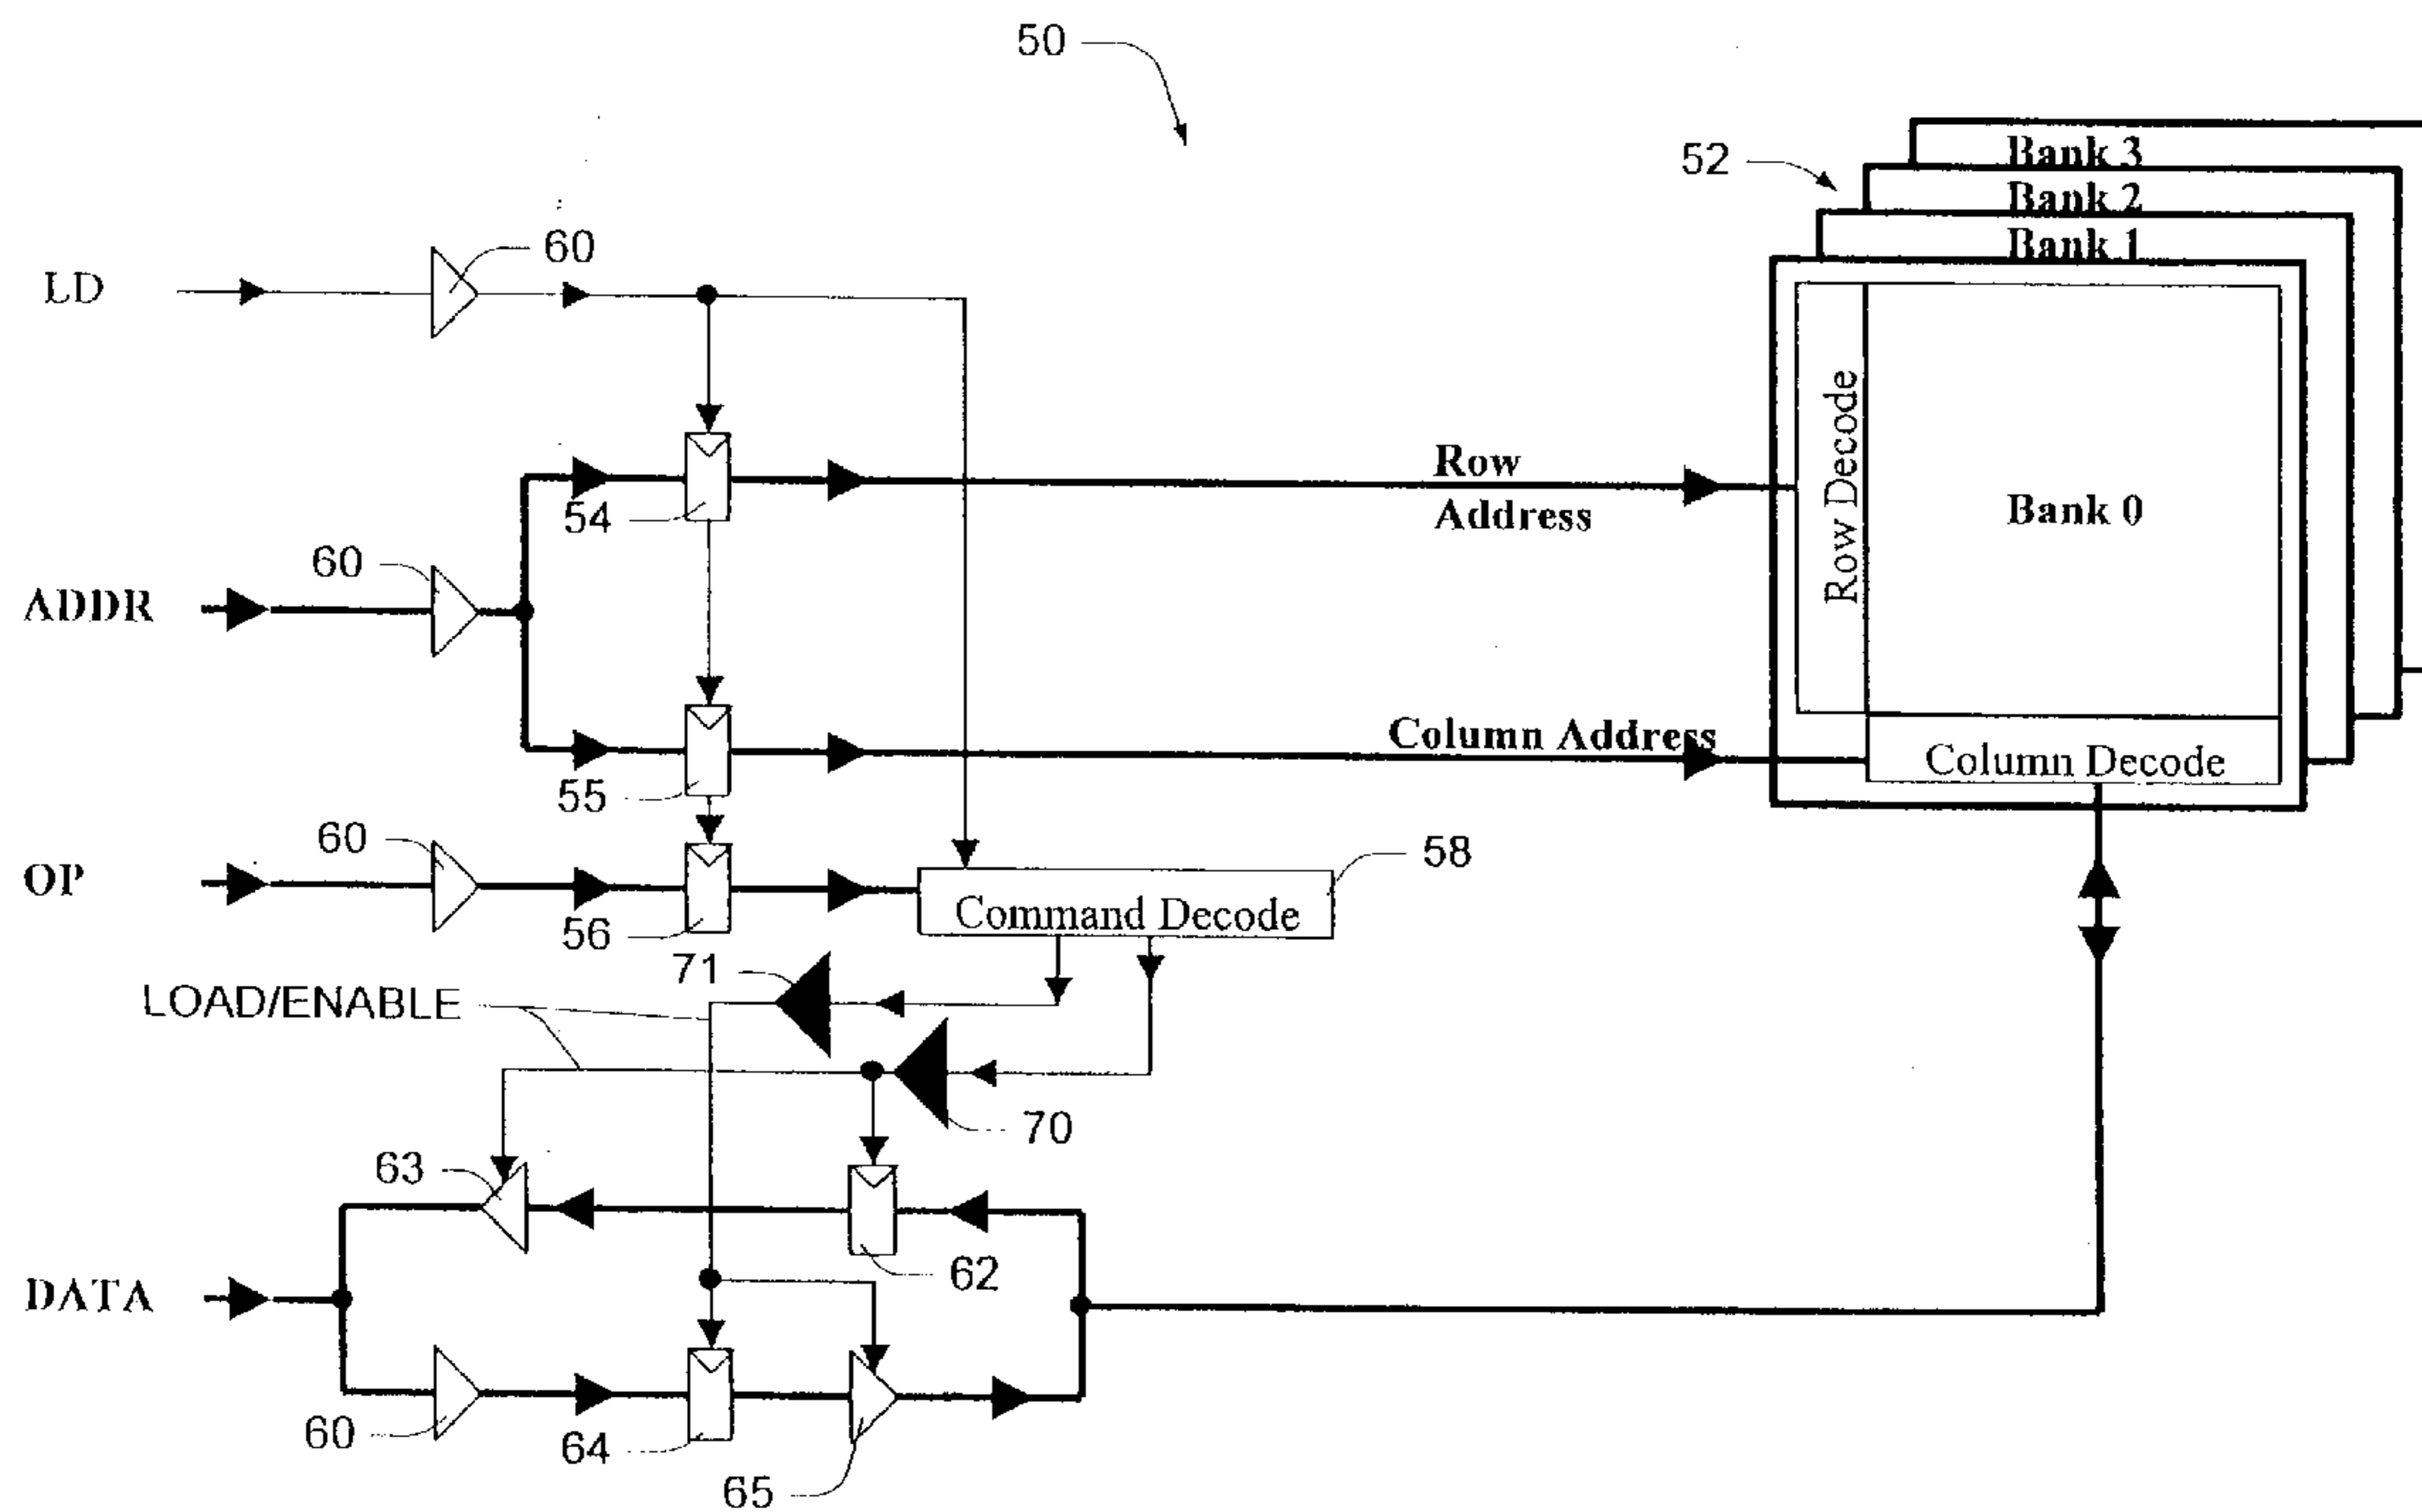 50
Bank 3
52
Bank 2
Bank 1
60
LD
Row Decode
Bank 0
Row
Address
54
60
ADDR
Column Address
Column Decode
55
60
58
OP
Command Decode
56
71
LOAD/ENABLE
70
63
62
DATA
60
64
65